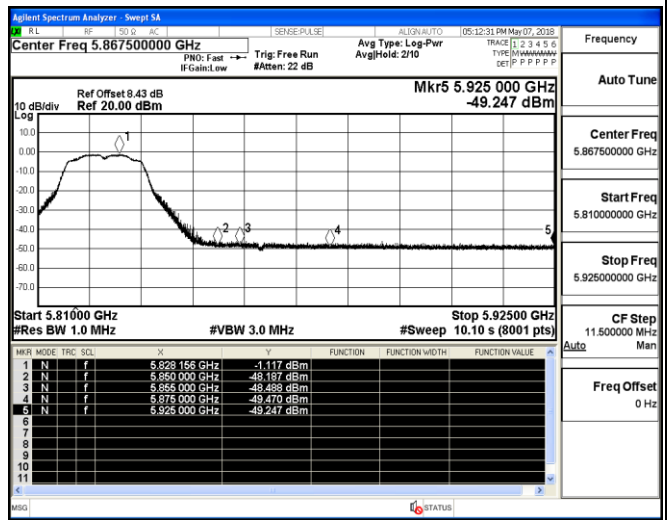 Agilent Spectrum Analyzer - Swept SA
RL RF 50 Ω AC SENSE:PULSE ALIGNAUTO 05:12:31 PM May 07, 2018
Center Freq 5.867500000 GHz
PNO: Fast
IFGain:Low
Trig: Free Run
#Atten: 22 dB
Avg Type: Log-Pwr
Avg|Hold: 2/10
TRACE 1 2 3 4 5 6
TYPE
DET P P P P P P
Frequency
Auto Tune
Mkr5 5.925 000 GHz
-49.247 dBm
Ref Offset 8.43 dB
Ref 20.00 dBm
10 dB/div
Log
10.0
0.00
-10.0
-20.0
-30.0
-40.0
-50.0
-60.0
-70.0
1
2
3
4
5
Center Freq
5.867500000 GHz
Start Freq
5.810000000 GHz
Stop Freq
5.925000000 GHz
Start 5.81000 GHz Stop 5.92500 GHz
#Res BW 1.0 MHz #VBW 3.0 MHz #Sweep 10.10 s (8001 pts)
CF Step
11.500000 MHz
Auto Man
Freq Offset
0 Hz
MKR MODE TRC SCL X Y FUNCTION FUNCTION WIDTH FUNCTION VALUE
1 N f 5.828 156 GHz -1.117 dBm
2 N f 5.850 000 GHz -48.187 dBm
3 N f 5.855 000 GHz -48.488 dBm
4 N f 5.875 000 GHz -49.470 dBm
5 N f 5.925 000 GHz -49.247 dBm
6
7
8
9
10
11
MSG STATUS